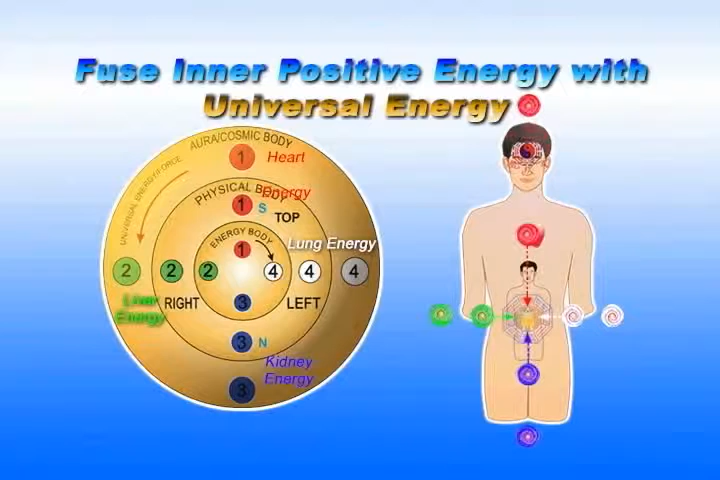 Fuse Inner Positive Energy with
Universal Energy
AURA/COSMIC BODY
UNIVERSAL ENERGY/FORCE
1 Heart
Energy
PHYSICAL BODY
1 S
TOP
ENERGY BODY
1
Lung Energy
2 2 2 4 4 4
Liver
Energy
RIGHT
3
LEFT
3 N
Kidney
Energy
3